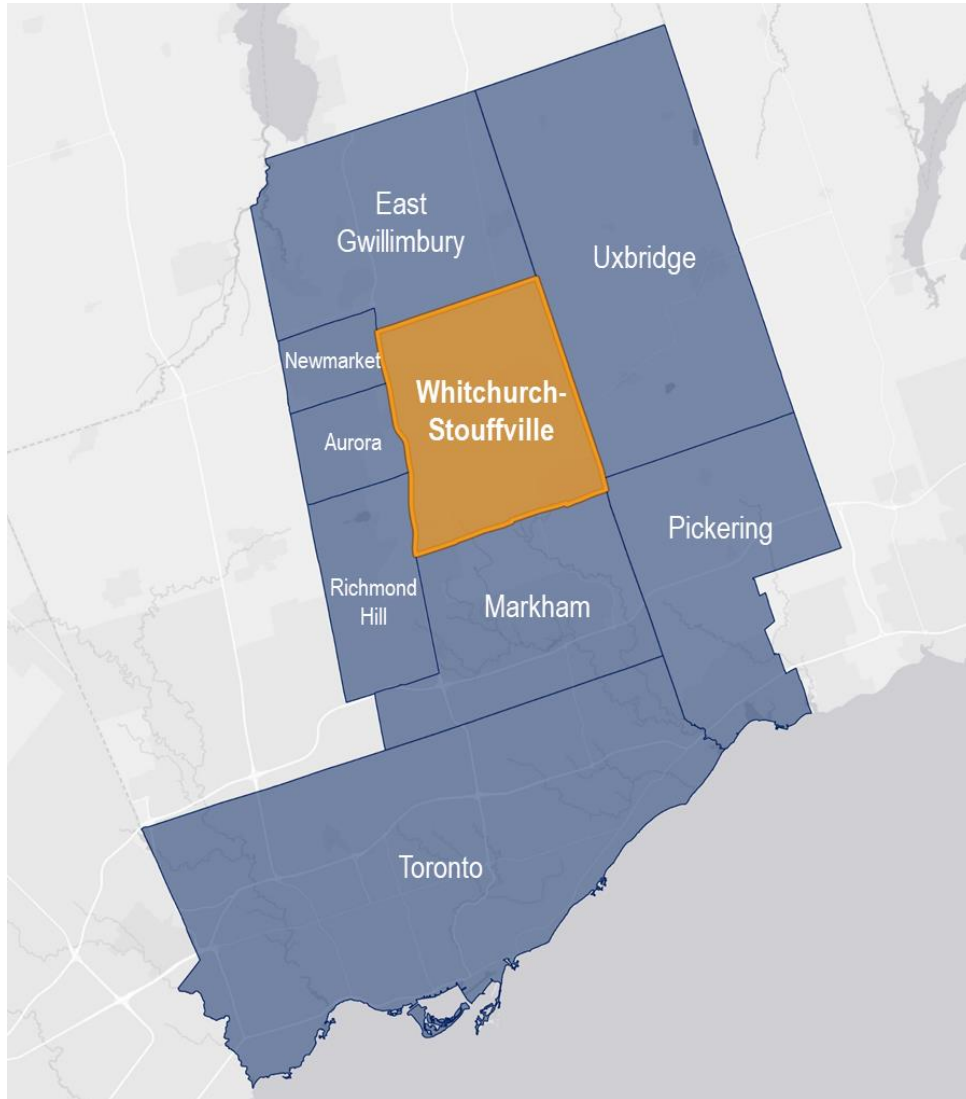 East
Gwillimbury
Uxbridge
Newmarket
Whitchurch-
Stouffville
Aurora
Pickering
Richmond
Hill
Markham
Toronto